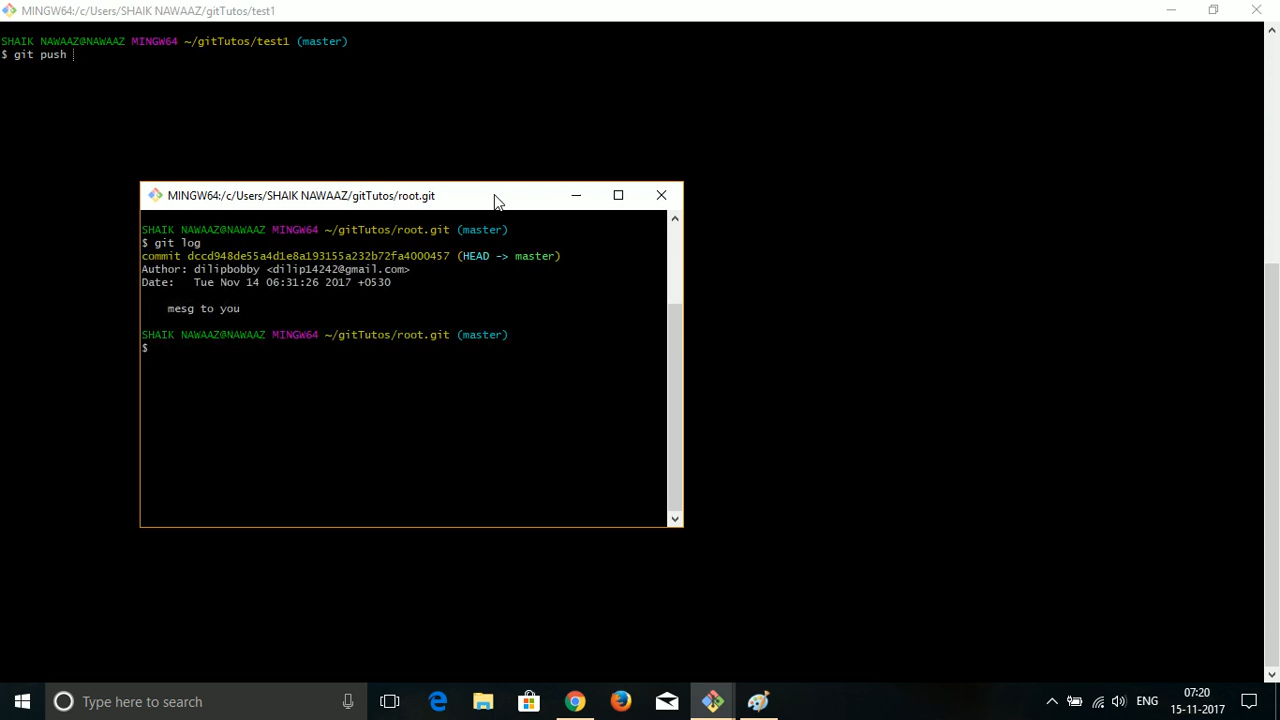 MINGW64:/c/Users/SHAIK NAWAAZ/gitTutos/test1
SHAIK NAWAAZ@NAWAAZ MINGW64 ~/gitTutos/test1 (master)
$ git push
MINGW64:/c/Users/SHAIK NAWAAZ/gitTutos/root.git
SHAIK NAWAAZ@NAWAAZ MINGW64 ~/gitTutos/root.git (master)
$ git log
commit dccd948de55a4d1e8a193155a232b72fa4000457 (HEAD -> master)
Author: dilipbobby <dilip14242@gmail.com>
Date:   Tue Nov 14 06:31:26 2017 +0530
mesg to you
SHAIK NAWAAZ@NAWAAZ MINGW64 ~/gitTutos/root.git (master)
$
Type here to search
ENG
07:20
15-11-2017